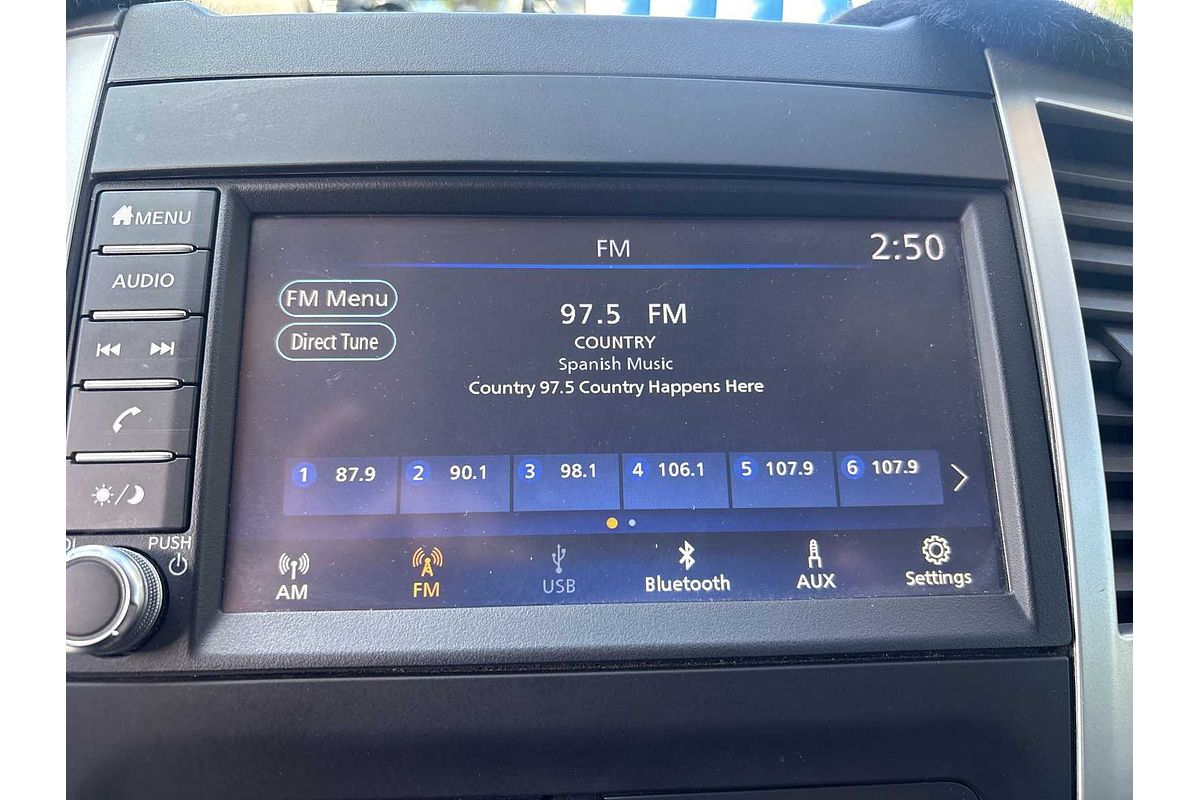 MENU
AUDIO
PUSH
FM
2:50
FM Menu
Direct Tune
97.5 FM
COUNTRY
Spanish Music
Country 97.5 Country Happens Here
1 87.9
2 90.1
3 98.1
4 106.1
5 107.9
6 107.9
AM
FM
USB
Bluetooth
AUX
Settings